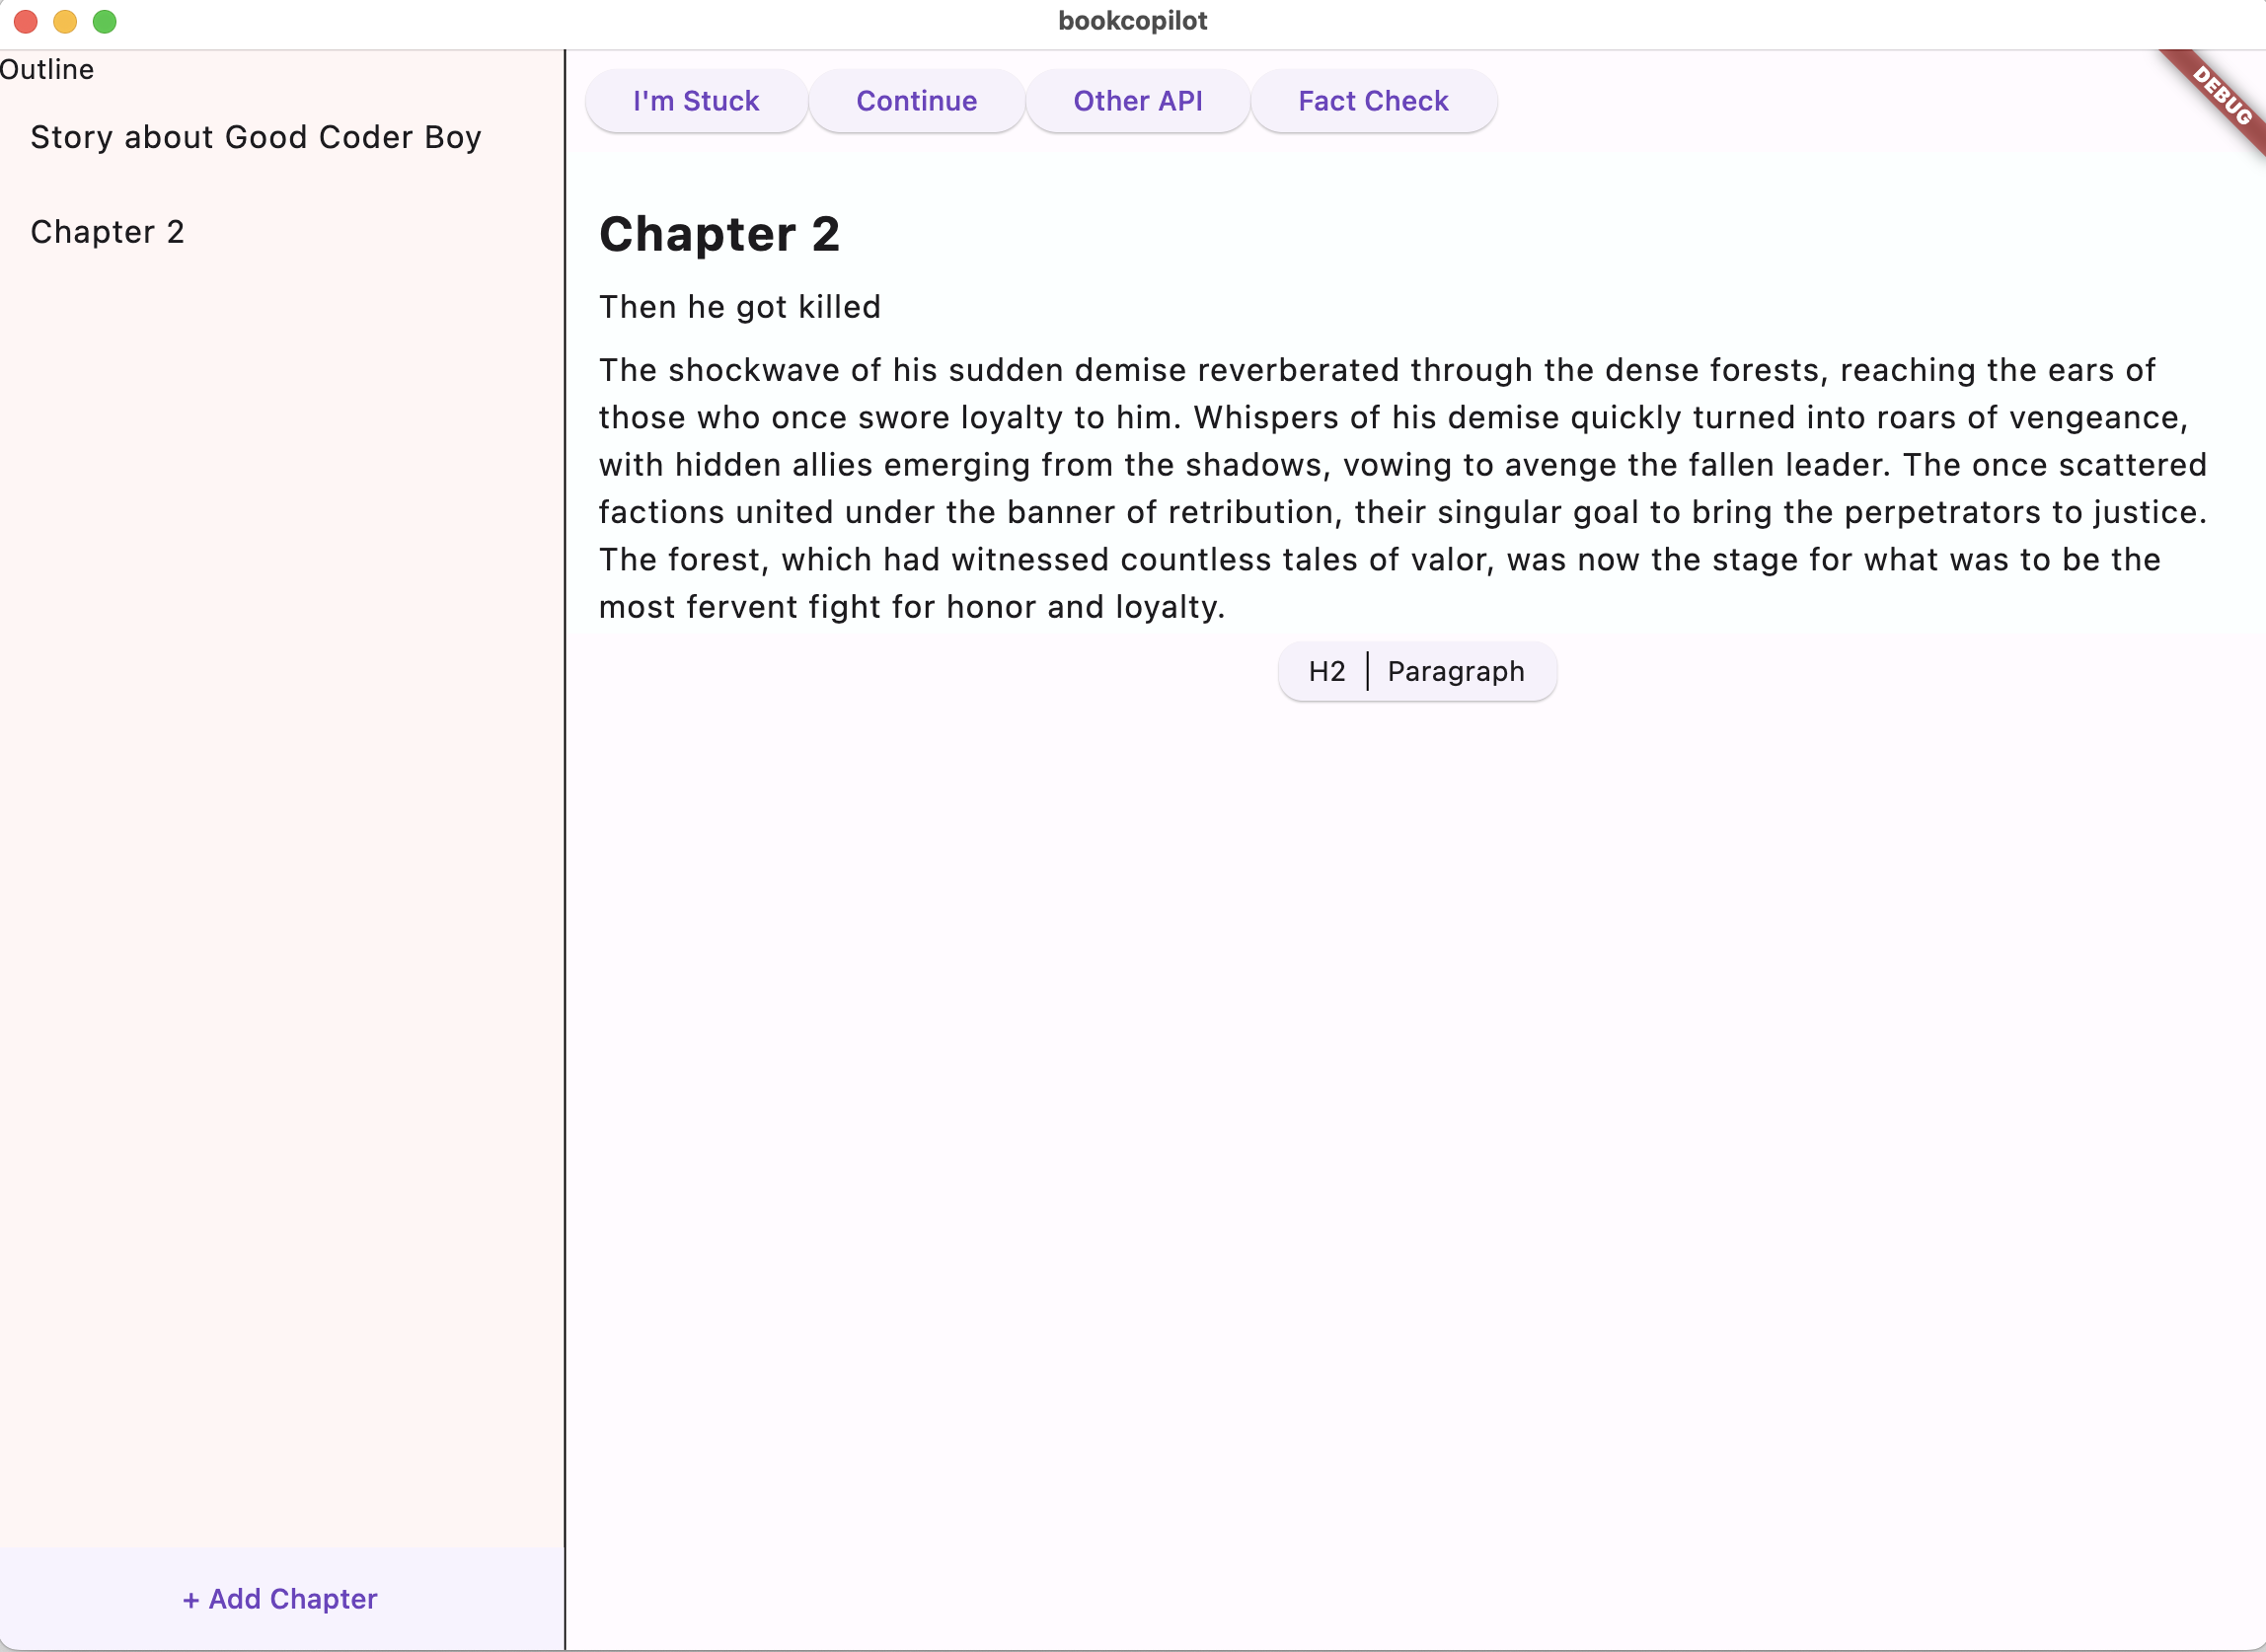 bookcopilot
Outline
Story about Good Coder Boy
Chapter 2
+ Add Chapter
I'm Stuck
Continue
Other API
Fact Check
DEBUG
Chapter 2
Then he got killed
The shockwave of his sudden demise reverberated through the dense forests, reaching the ears of
those who once swore loyalty to him. Whispers of his demise quickly turned into roars of vengeance,
with hidden allies emerging from the shadows, vowing to avenge the fallen leader. The once scattered
factions united under the banner of retribution, their singular goal to bring the perpetrators to justice.
The forest, which had witnessed countless tales of valor, was now the stage for what was to be the
most fervent fight for honor and loyalty.
H2 | Paragraph